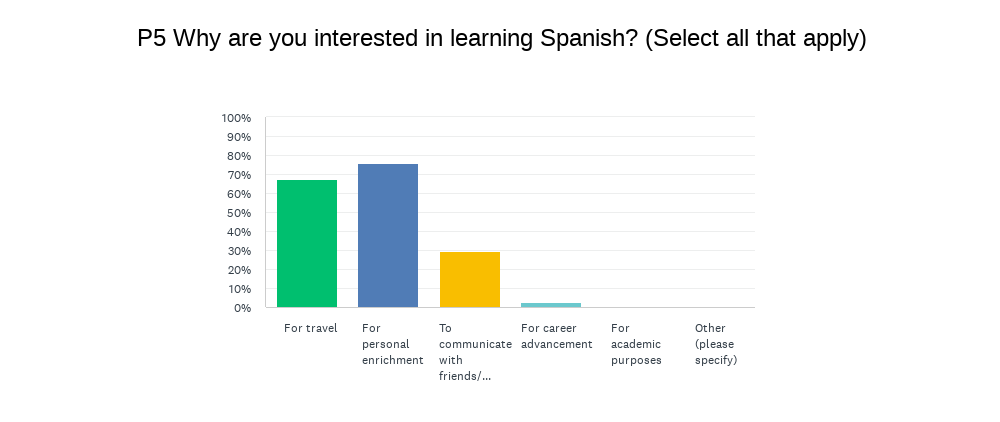 P5 Why are you interested in learning Spanish? (Select all that apply)
100%
90%
80%
70%
60%
50%
40%
30%
20%
10%
0%
For travel
For
personal
enrichment
To
communicate
with
friends/...
For career
advancement
For
academic
purposes
Other
(please
specify)